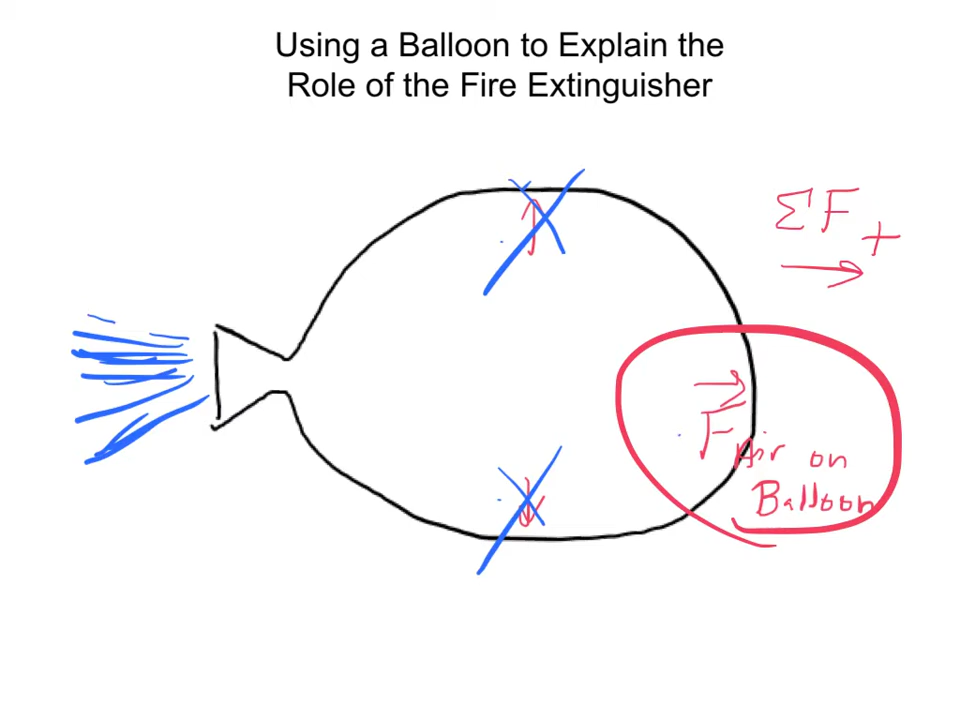 Using a Balloon to Explain the
Role of the Fire Extinguisher
ΣF +
F Air on
Balloon